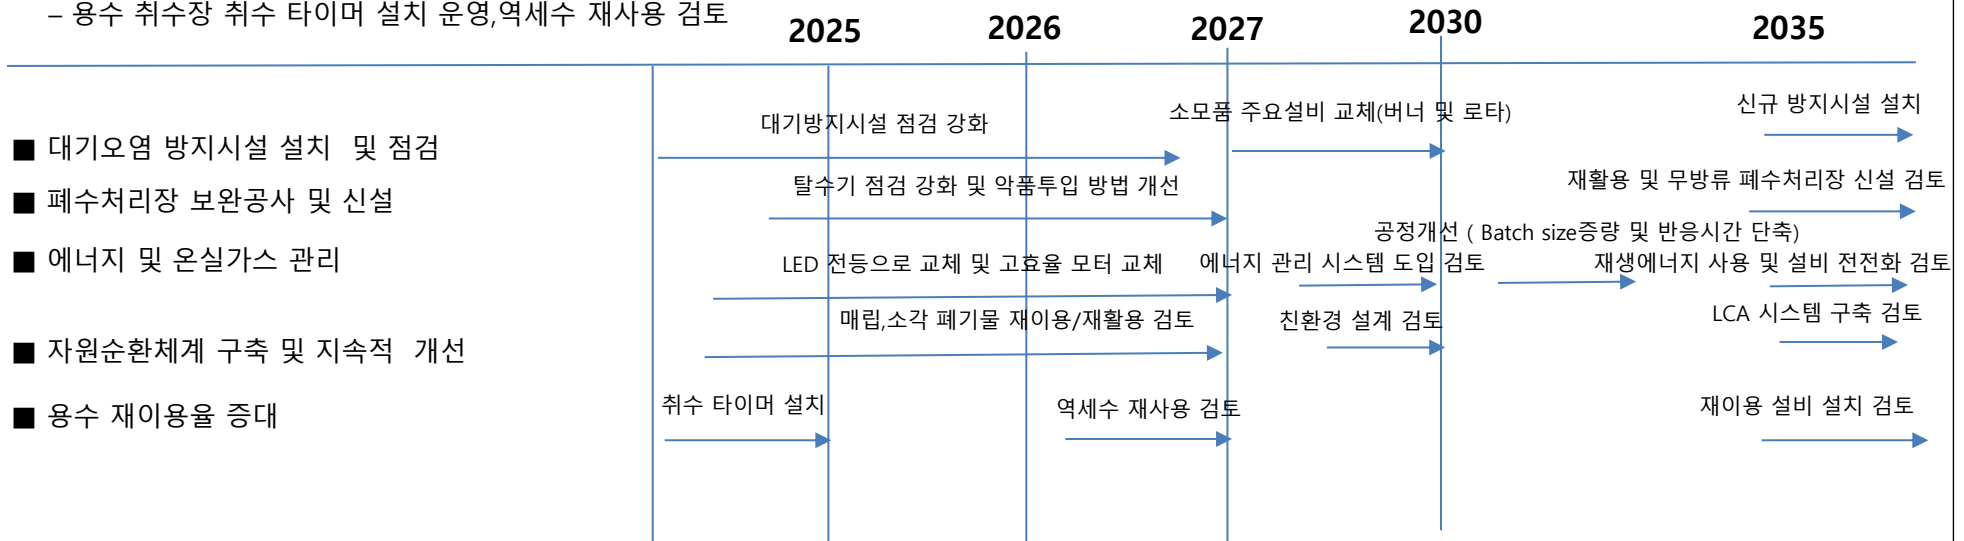 – 용수 취수장 취수 타이머 설치 운영,역세수 재사용 검토
2025 2026 2027 2030 2035
■ 대기오염 방지시설 설치 및 점검
대기방지시설 점검 강화
소모품 주요설비 교체(버너 및 로타)
신규 방지시설 설치
■ 폐수처리장 보완공사 및 신설
탈수기 점검 강화 및 약품투입 방법 개선
재활용 및 무방류 폐수처리장 신설 검토
■ 에너지 및 온실가스 관리
LED 전등으로 교체 및 고효율 모터 교체
에너지 관리 시스템 도입 검토
공정개선 ( Batch size증량 및 반응시간 단축)
재생에너지 사용 및 설비 전전화 검토
■ 자원순환체계 구축 및 지속적 개선
매립,소각 폐기물 재이용/재활용 검토
친환경 설계 검토
LCA 시스템 구축 검토
■ 용수 재이용율 증대
취수 타이머 설치
역세수 재사용 검토
재이용 설비 설치 검토